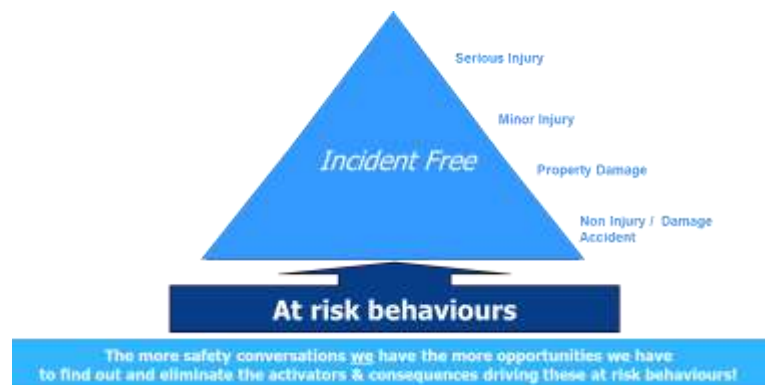 Serious Injury
Minor Injury
Incident Free
Property Damage
Non Injury / Damage
Accident
At risk behaviours
The more safety conversations we have the more opportunities we have
to find out and eliminate the activators & consequences driving these at risk behaviours!